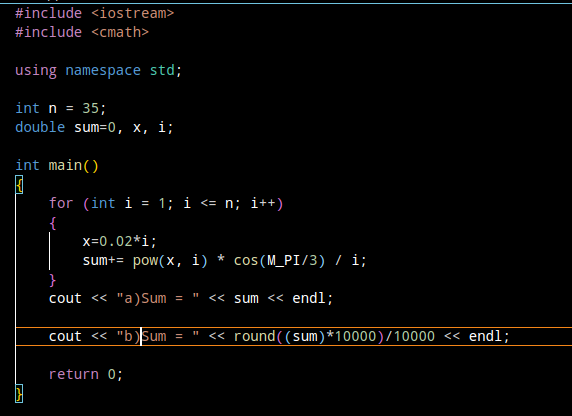 #include <iostream>
#include <cmath>
using namespace std;
int n = 35;
double sum=0, x, i;
int main()
{
for (int i = 1; i <= n; i++)
{
x=0.02*i;
sum+= pow(x, i) * cos(M_PI/3) / i;
}
cout << "a)Sum = " << sum << endl;
cout << "b)Sum = " << round((sum)*10000)/10000 << endl;
return 0;
}